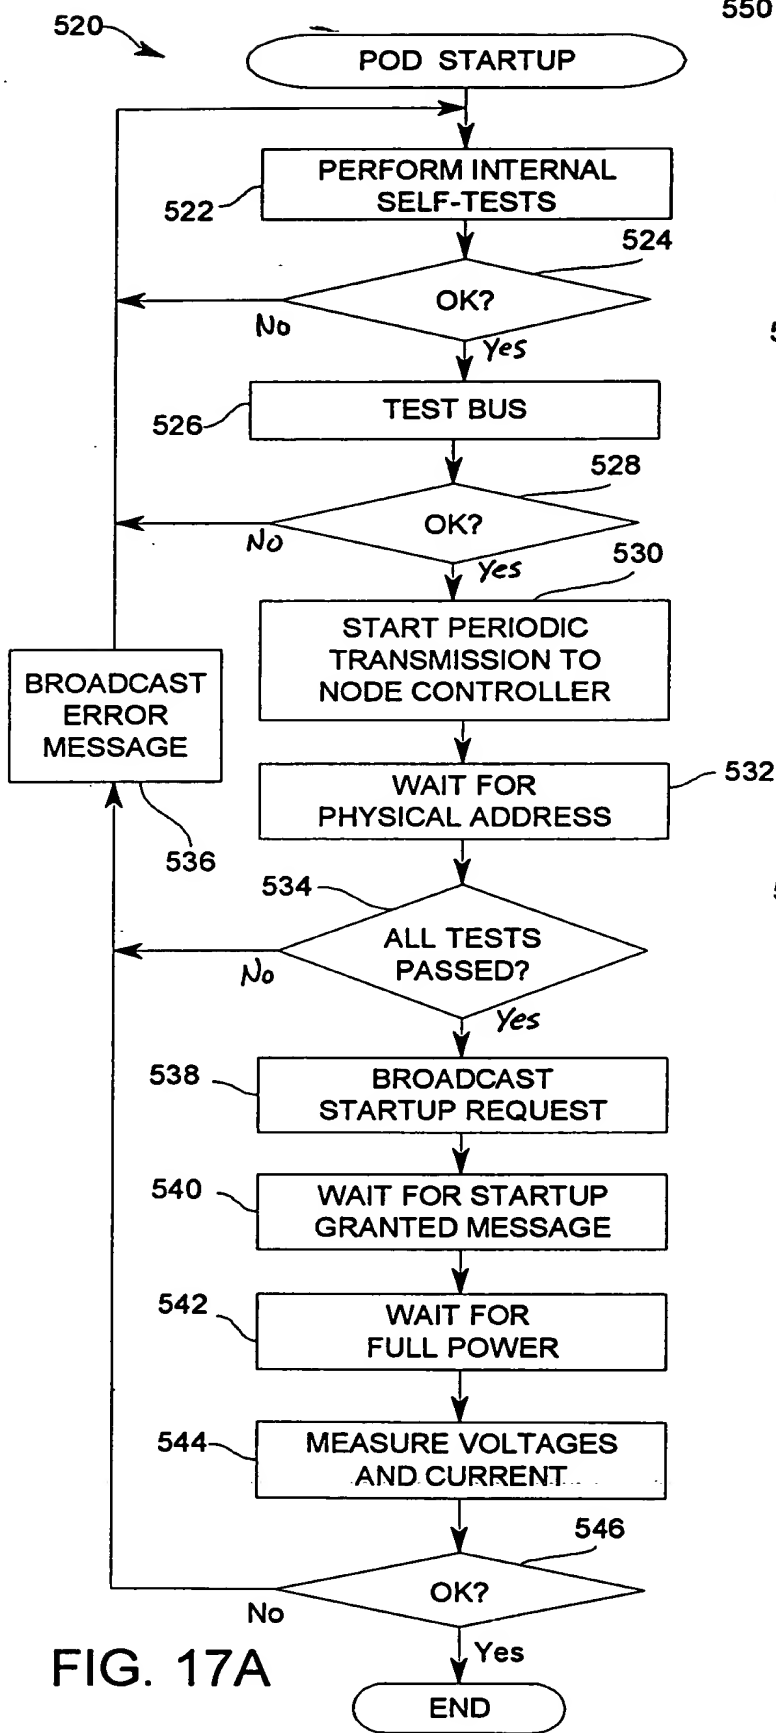 520
550
POD STARTUP
PERFORM INTERNAL
SELF-TESTS
522
524
OK?
No
Yes
5
TEST BUS
526
528
OK?
No
Yes
530
START PERIODIC
TRANSMISSION TO
NODE CONTROLLER
BROADCAST
ERROR
MESSAGE
WAIT FOR
PHYSICAL ADDRESS
532
536
534
5
ALL TESTS
PASSED?
No
Yes
538
BROADCAST
STARTUP REQUEST
540
WAIT FOR STARTUP
GRANTED MESSAGE
542
WAIT FOR
FULL POWER
544
MEASURE VOLTAGES
AND CURRENT
546
OK?
No
Yes
FIG. 17A
END